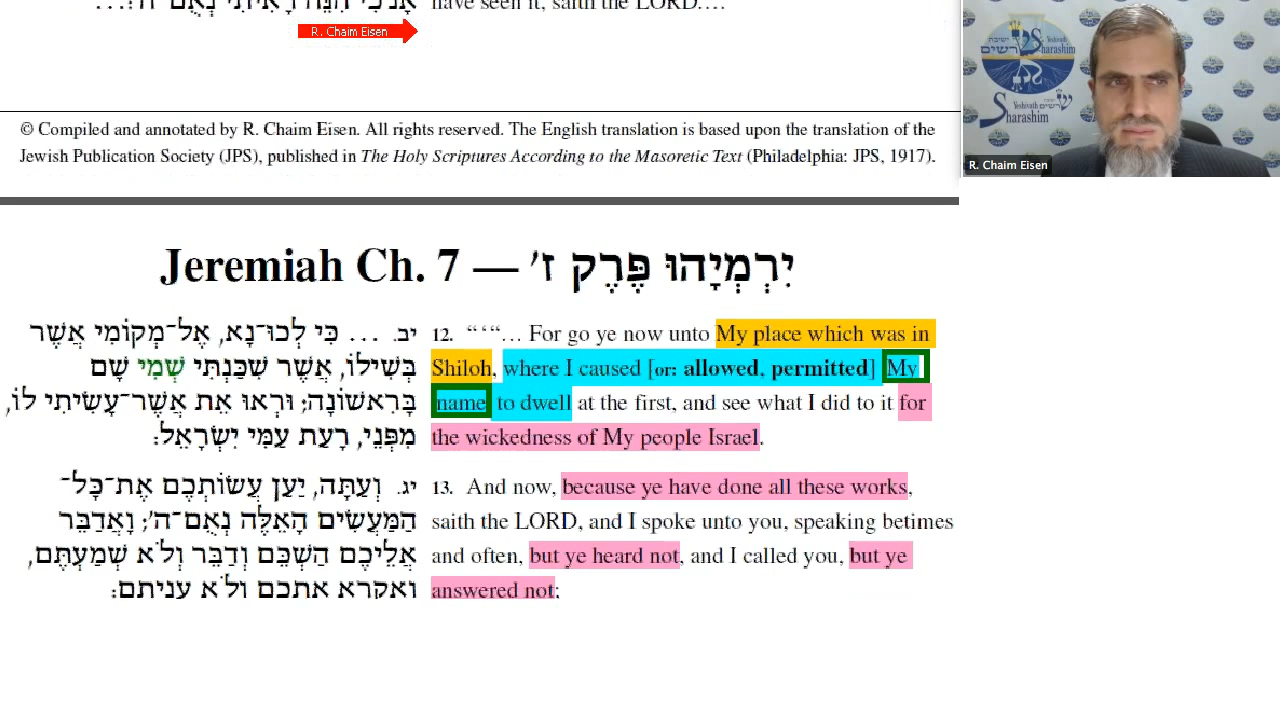 אָנֹכִי הִנֵּה רָאִיתִי נְאֻם־ה': ...
have seen it, saith the LORD....
R. Chaim Eisen
© Compiled and annotated by R. Chaim Eisen. All rights reserved. The English translation is based upon the translation of the
Jewish Publication Society (JPS), published in The Holy Scriptures According to the Masoretic Text (Philadelphia: JPS, 1917).
Jeremiah Ch. 7 — יִרְמְיָהוּ פֶּרֶק ז'
יב. ... כִּי לְכוּ־נָא, אֶל־מְקוֹמִי אֲשֶׁר
בְּשִׁילוֹ, אֲשֶׁר שִׁכַּנְתִּי שְׁמִי שָׁם
בָּרִאשׁוֹנָה; וּרְאוּ אֵת אֲשֶׁר־עָשִׂיתִי לוֹ,
מִפְּנֵי, רָעַת עַמִּי יִשְׂרָאֵל:
12. “‘“... For go ye now unto My place which was in
Shiloh, where I caused [or: allowed, permitted] My
name to dwell at the first, and see what I did to it for
the wickedness of My people Israel.
יג. וְעַתָּה, יַעַן עֲשׂוֹתְכֶם אֶת־כָּל־
הַמַּעֲשִׂים הָאֵלֶּה נְאֻם־ה'; וָאֲדַבֵּר
אֲלֵיכֶם הַשְׁכֵּם וְדַבֵּר וְלֹא שְׁמַעְתֶּם,
ואקרא אתכם ולא עניתם:
13. And now, because ye have done all these works,
saith the LORD, and I spoke unto you, speaking betimes
and often, but ye heard not, and I called you, but ye
answered not;
Sharashim
Yeshivath
Sharashim
R. Chaim Eisen